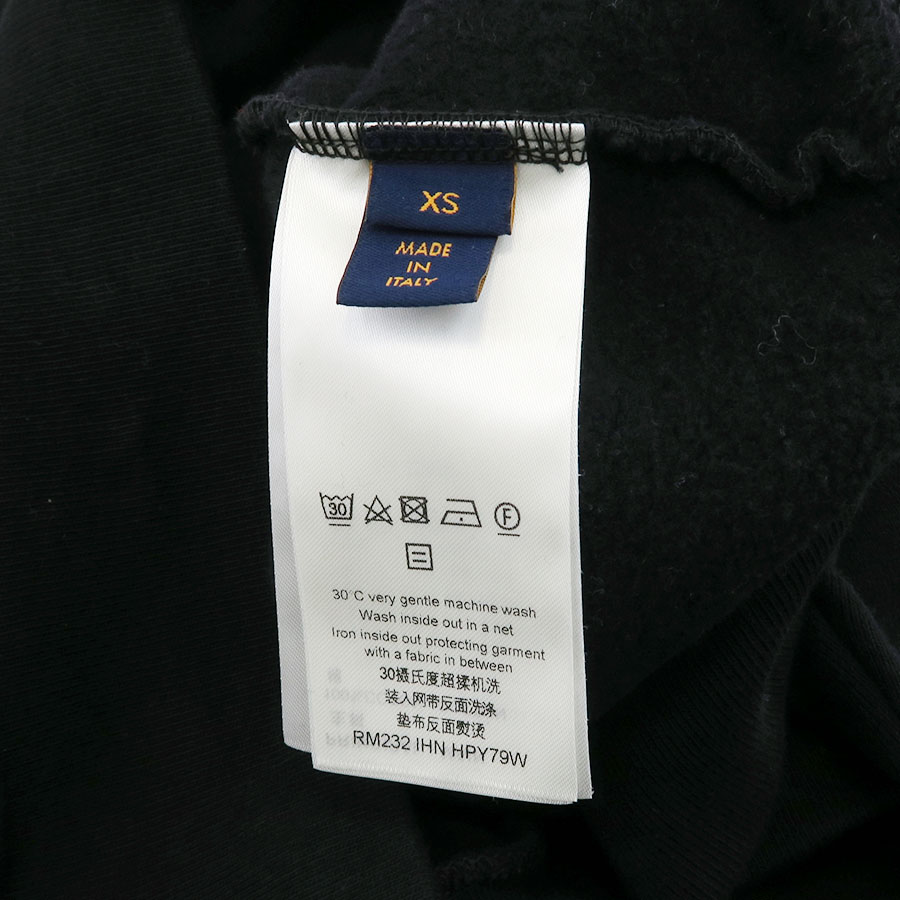 XS
MADE
IN
ITALY
30
F
30°C very gentle machine wash
Wash inside out in a net
Iron inside out protecting garment
with a fabric in between
30摄氏度超揉机洗
装入网带反面洗涤
垫布反面熨烫
RM232 IHN HPY79W